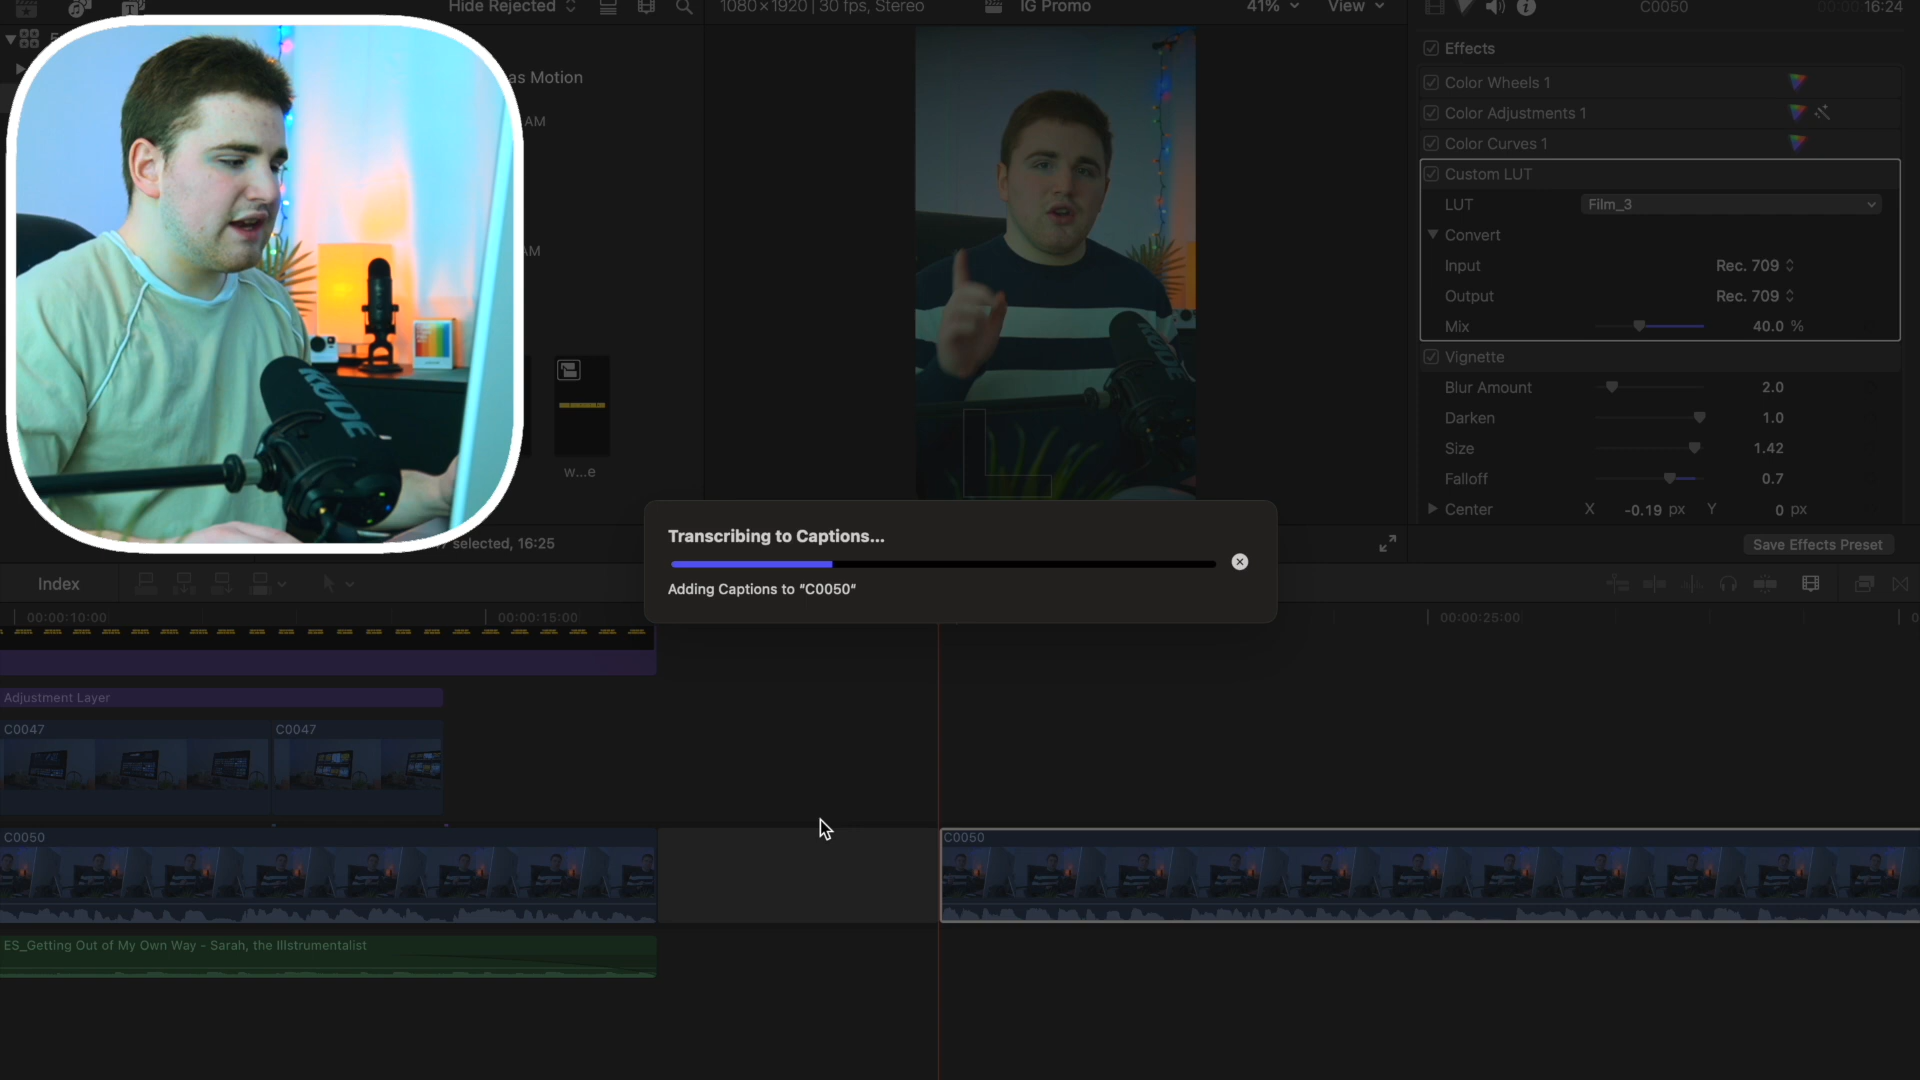 Hide Rejected
1080×1920 | 30 fps, Stereo
IG Promo
41%
View
C0050
00:00:16:24
as Motion
AM
AM
w...e
selected, 16:25
Effects
Color Wheels 1
Color Adjustments 1
Color Curves 1
Custom LUT
LUT
Film_3
Convert
Input
Rec. 709
Output
Rec. 709
Mix
40.0 %
Vignette
Blur Amount
2.0
Darken
1.0
Size
1.42
Falloff
0.7
Center
X -0.19 px Y 0 px
Save Effects Preset
RODE
Transcribing to Captions...
Adding Captions to “C0050”
Index
00:00:10:00
00:00:15:00
00:00:25:00
Adjustment Layer
C0047
C0047
C0050
C0050
ES_Getting Out of My Own Way - Sarah, the Illstrumentalist